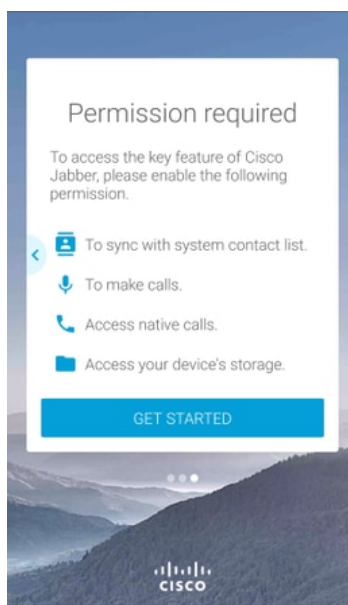 Permission required
To access the key feature of Cisco
Jabber, please enable the following
permission.
To sync with system contact list.
To make calls.
Access native calls.
Access your device's storage.
GET STARTED
CISCO